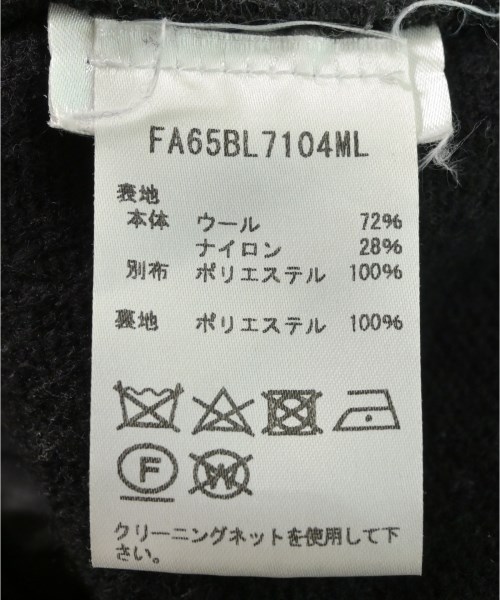 FA65BL7104ML
表地
本体 ウール 72%
ナイロン 28%
別布 ポリエステル 100%
裏地 ポリエステル 100%
F
W
クリーニングネットを使用して下
さい。